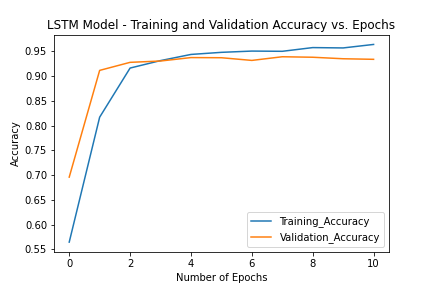 LSTM Model - Training and Validation Accuracy vs. Epochs
0.95
0.90
0.85
0.80
0.75
0.70
0.65
0.60
0.55
Accuracy
Training_Accuracy
Validation_Accuracy
0 2 4 6 8 10
Number of Epochs